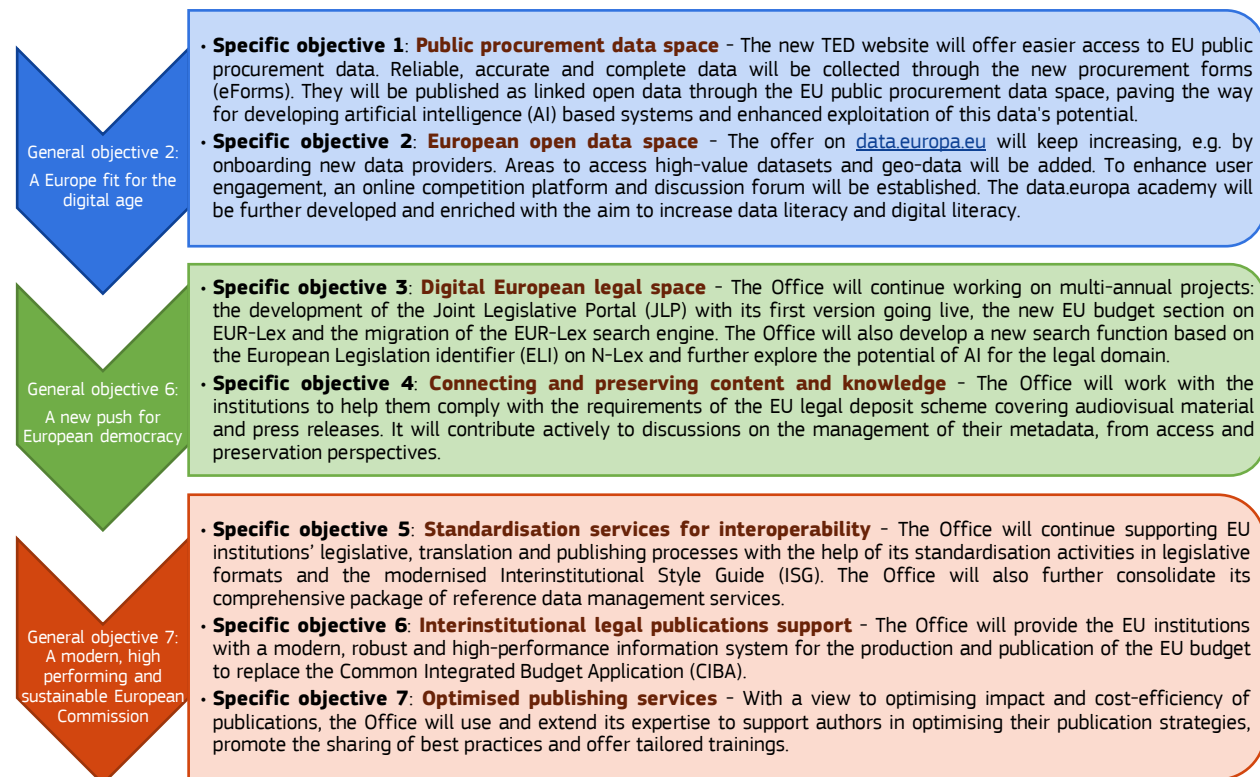 General objective 2:
A Europe fit for the
digital age
• Specific objective 1: Public procurement data space - The new TED website will offer easier access to EU public
procurement data. Reliable, accurate and complete data will be collected through the new procurement forms
(eForms). They will be published as linked open data through the EU public procurement data space, paving the way
for developing artificial intelligence (AI) based systems and enhanced exploitation of this data's potential.
• Specific objective 2: European open data space - The offer on data.europa.eu will keep increasing, e.g. by
onboarding new data providers. Areas to access high-value datasets and geo-data will be added. To enhance user
engagement, an online competition platform and discussion forum will be established. The data.europa academy will
be further developed and enriched with the aim to increase data literacy and digital literacy.
General objective 6:
A new push for
European democracy
• Specific objective 3: Digital European legal space - The Office will continue working on multi-annual projects:
the development of the Joint Legislative Portal (JLP) with its first version going live, the new EU budget section on
EUR-Lex and the migration of the EUR-Lex search engine. The Office will also develop a new search function based on
the European Legislation identifier (ELI) on N-Lex and further explore the potential of AI for the legal domain.
• Specific objective 4: Connecting and preserving content and knowledge - The Office will work with the
institutions to help them comply with the requirements of the EU legal deposit scheme covering audiovisual material
and press releases. It will contribute actively to discussions on the management of their metadata, from access and
preservation perspectives.
General objective 7:
A modern, high
performing and
sustainable European
Commission
• Specific objective 5: Standardisation services for interoperability - The Office will continue supporting EU
institutions' legislative, translation and publishing processes with the help of its standardisation activities in legislative
formats and the modernised Interinstitutional Style Guide (ISG). The Office will also further consolidate its
comprehensive package of reference data management services.
• Specific objective 6: Interinstitutional legal publications support - The Office will provide the EU institutions
with a modern, robust and high-performance information system for the production and publication of the EU budget
to replace the Common Integrated Budget Application (CIBA).
• Specific objective 7: Optimised publishing services - With a view to optimising impact and cost-efficiency of
publications, the Office will use and extend its expertise to support authors in optimising their publication strategies,
promote the sharing of best practices and offer tailored trainings.